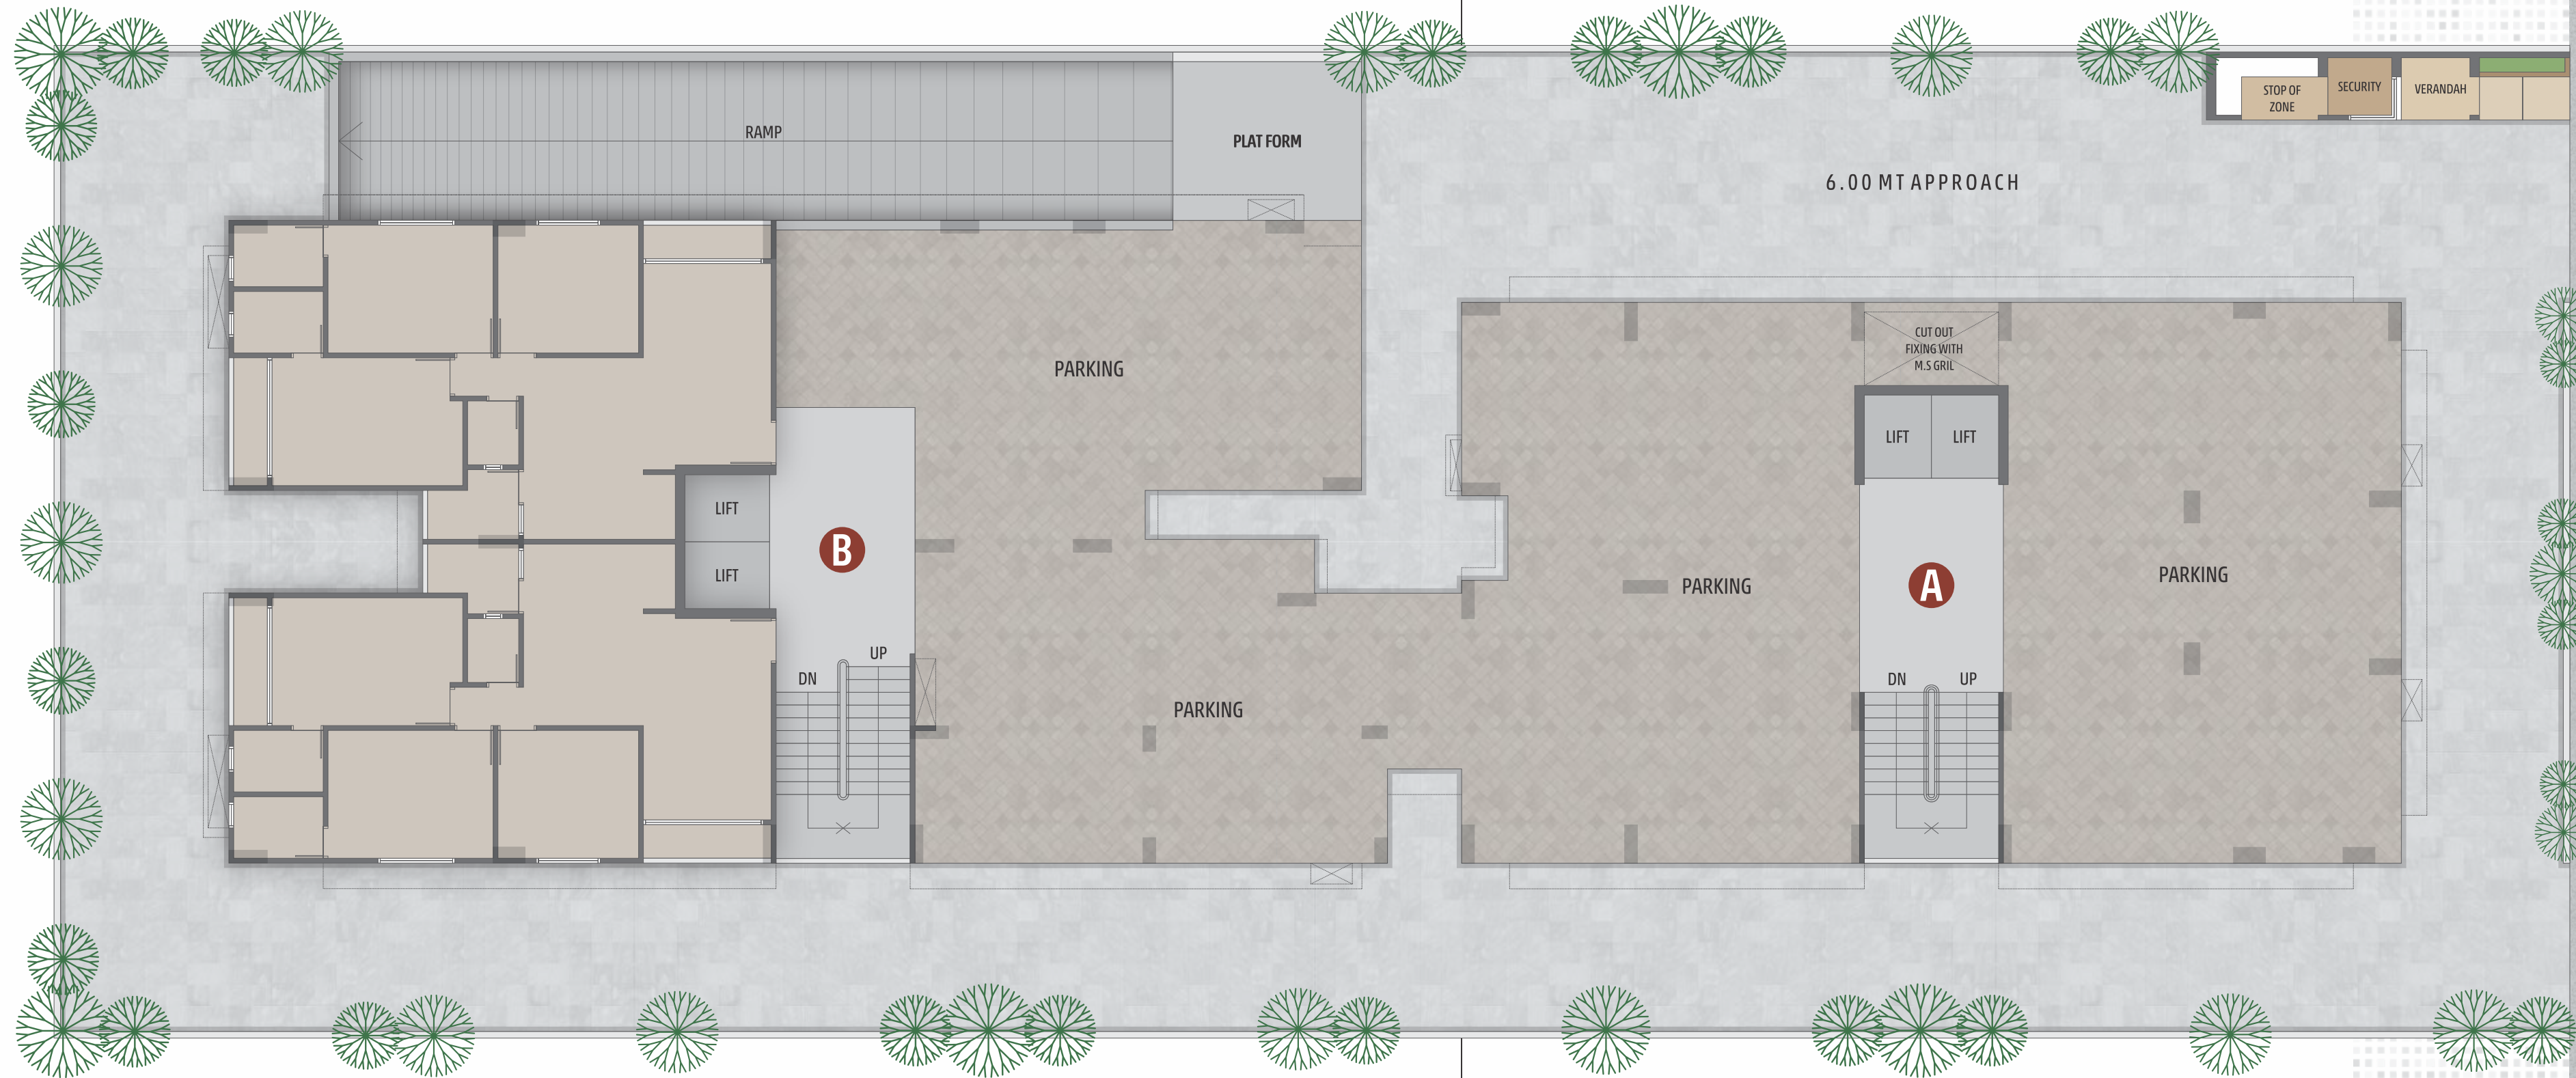 STOP OF
ZONE
SECURITY
VERANDAH
RAMP
PLAT FORM
6.00 MT APPROACH
CUT OUT
FIXING WITH
M.S GRIL
PARKING
LIFT LIFT
LIFT
B
LIFT
PARKING
A
PARKING
UP
DN
DN UP
PARKING